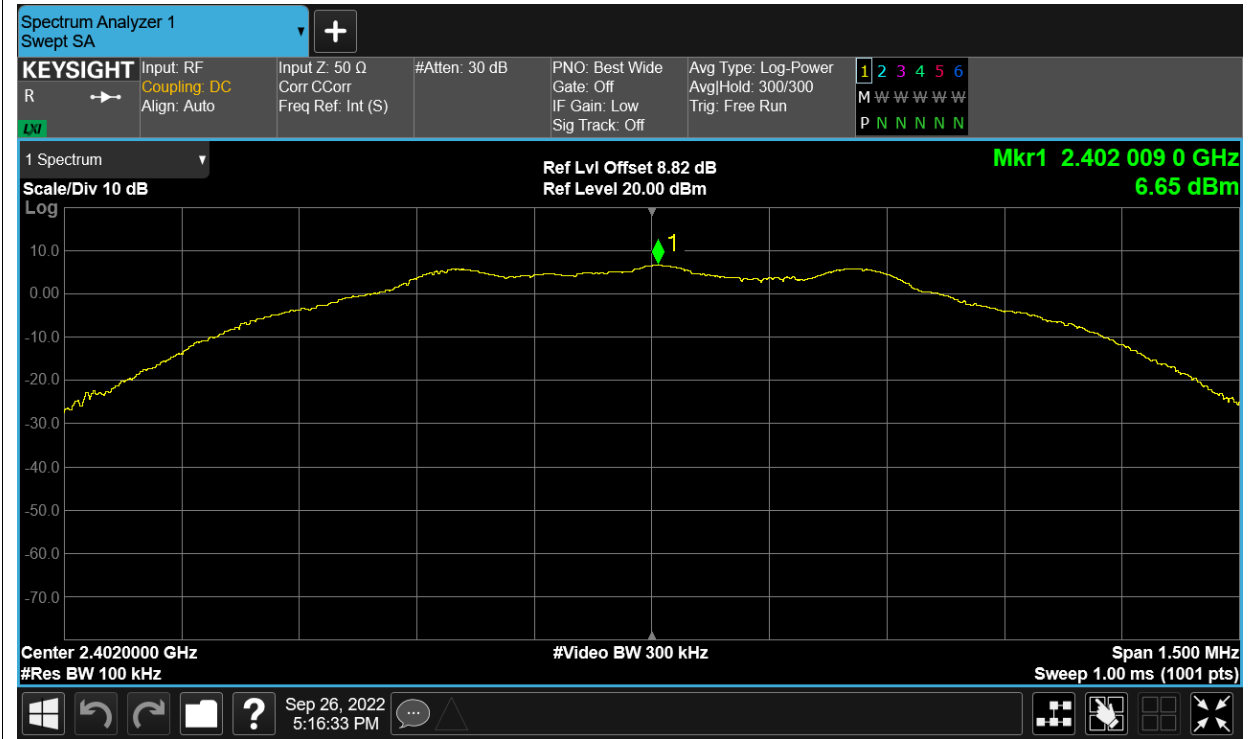 Spectrum Analyzer 1
Swept SA
KEYSIGHT
R
LXI
Input: RF
Coupling: DC
Align: Auto
Input Z: 50 Ω
Corr CCorr
Freq Ref: Int (S)
#Atten: 30 dB
PNO: Best Wide
Gate: Off
IF Gain: Low
Sig Track: Off
Avg Type: Log-Power
Avg|Hold: 300/300
Trig: Free Run
1 2 3 4 5 6
M W W W W W
P N N N N N
1 Spectrum
Scale/Div 10 dB
Log
Ref Lvl Offset 8.82 dB
Ref Level 20.00 dBm
Mkr1 2.402 009 0 GHz
6.65 dBm
1
10.0
0.00
-10.0
-20.0
-30.0
-40.0
-50.0
-60.0
-70.0
Center 2.4020000 GHz
#Res BW 100 kHz
#Video BW 300 kHz
Span 1.500 MHz
Sweep 1.00 ms (1001 pts)
?
Sep 26, 2022
5:16:33 PM